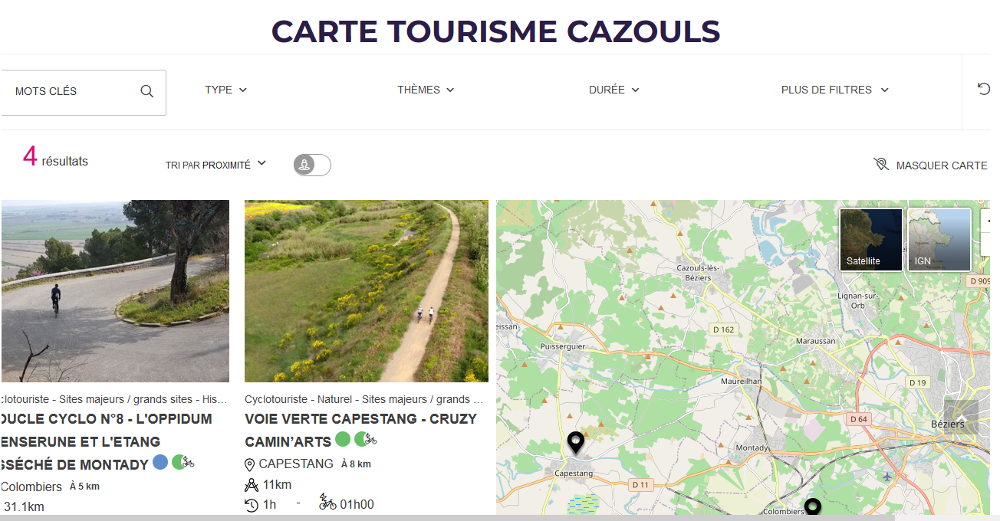 CARTE TOURISME CAZOULS
MOTS CLÉS
TYPE
THÈMES
DURÉE
PLUS DE FILTRES
4 résultats
TRI PAR PROXIMITÉ
MASQUER CARTE
clotouriste - Sites majeurs / grands sites - His...
OUCLE CYCLO N°8 - L'OPPIDUM
ENSERUNE ET L'ETANG
SSÉCHÉ DE MONTADY
Colombiers À 5 km
31.1km
Cyclotouriste - Naturel - Sites majeurs / grands ...
VOIE VERTE CAPESTANG - CRUZY
CAMIN'ARTS
CAPESTANG À 8 km
11km
1h - 01h00
Satellite
IGN
Cazouls-lès-
Béziers
D 909
Lignan-sur-
Orb
eissan
D 162
Puisserguier
Maraussan
Maureilhan
D 19
D 64
Béziers
Montady
Capestang
D 11
Colombiers